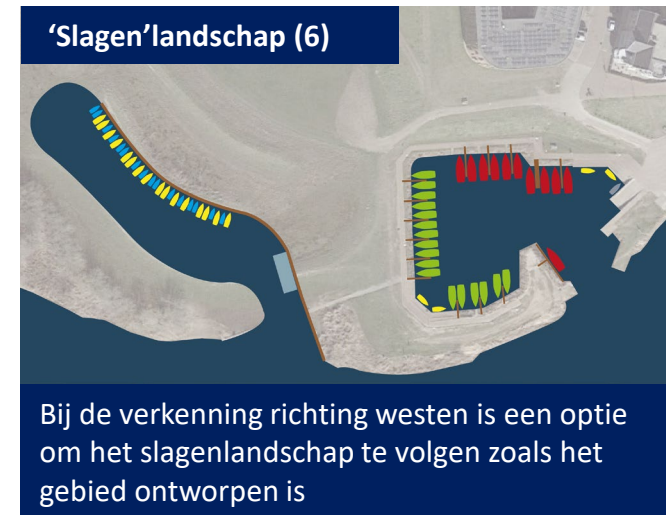 ‘Slagen’landschap (6)
Bij de verkenning richting westen is een optie
om het slagenlandschap te volgen zoals het
gebied ontworpen is